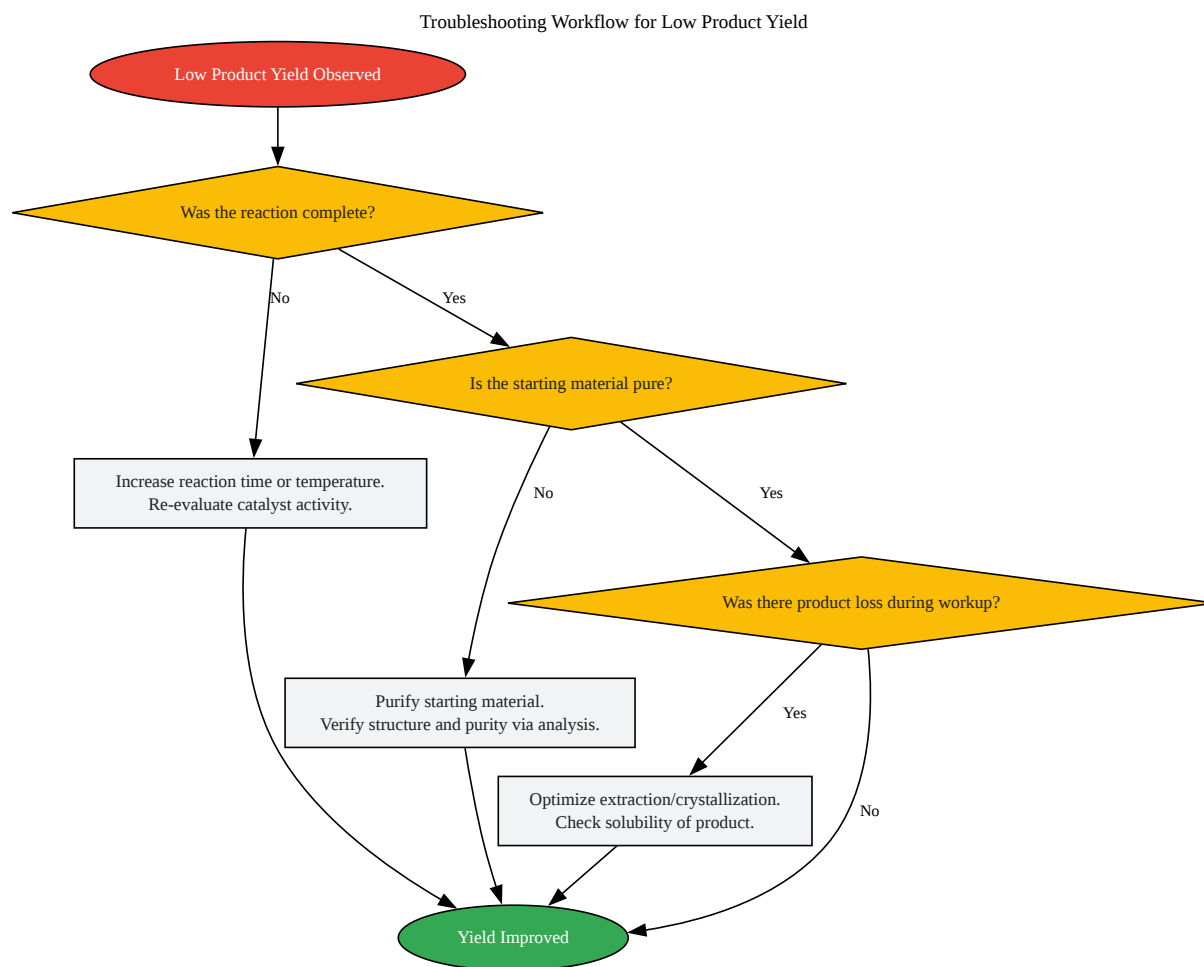 Troubleshooting Workflow for Low Product Yield
Low Product Yield Observed
Was the reaction complete?
No
Yes
Is the starting material pure?
Increase reaction time or temperature.
Re-evaluate catalyst activity.
No
Yes
Was there product loss during workup?
Purify starting material.
Verify structure and purity via analysis.
Yes
Optimize extraction/crystallization.
Check solubility of product.
No
Yield Improved